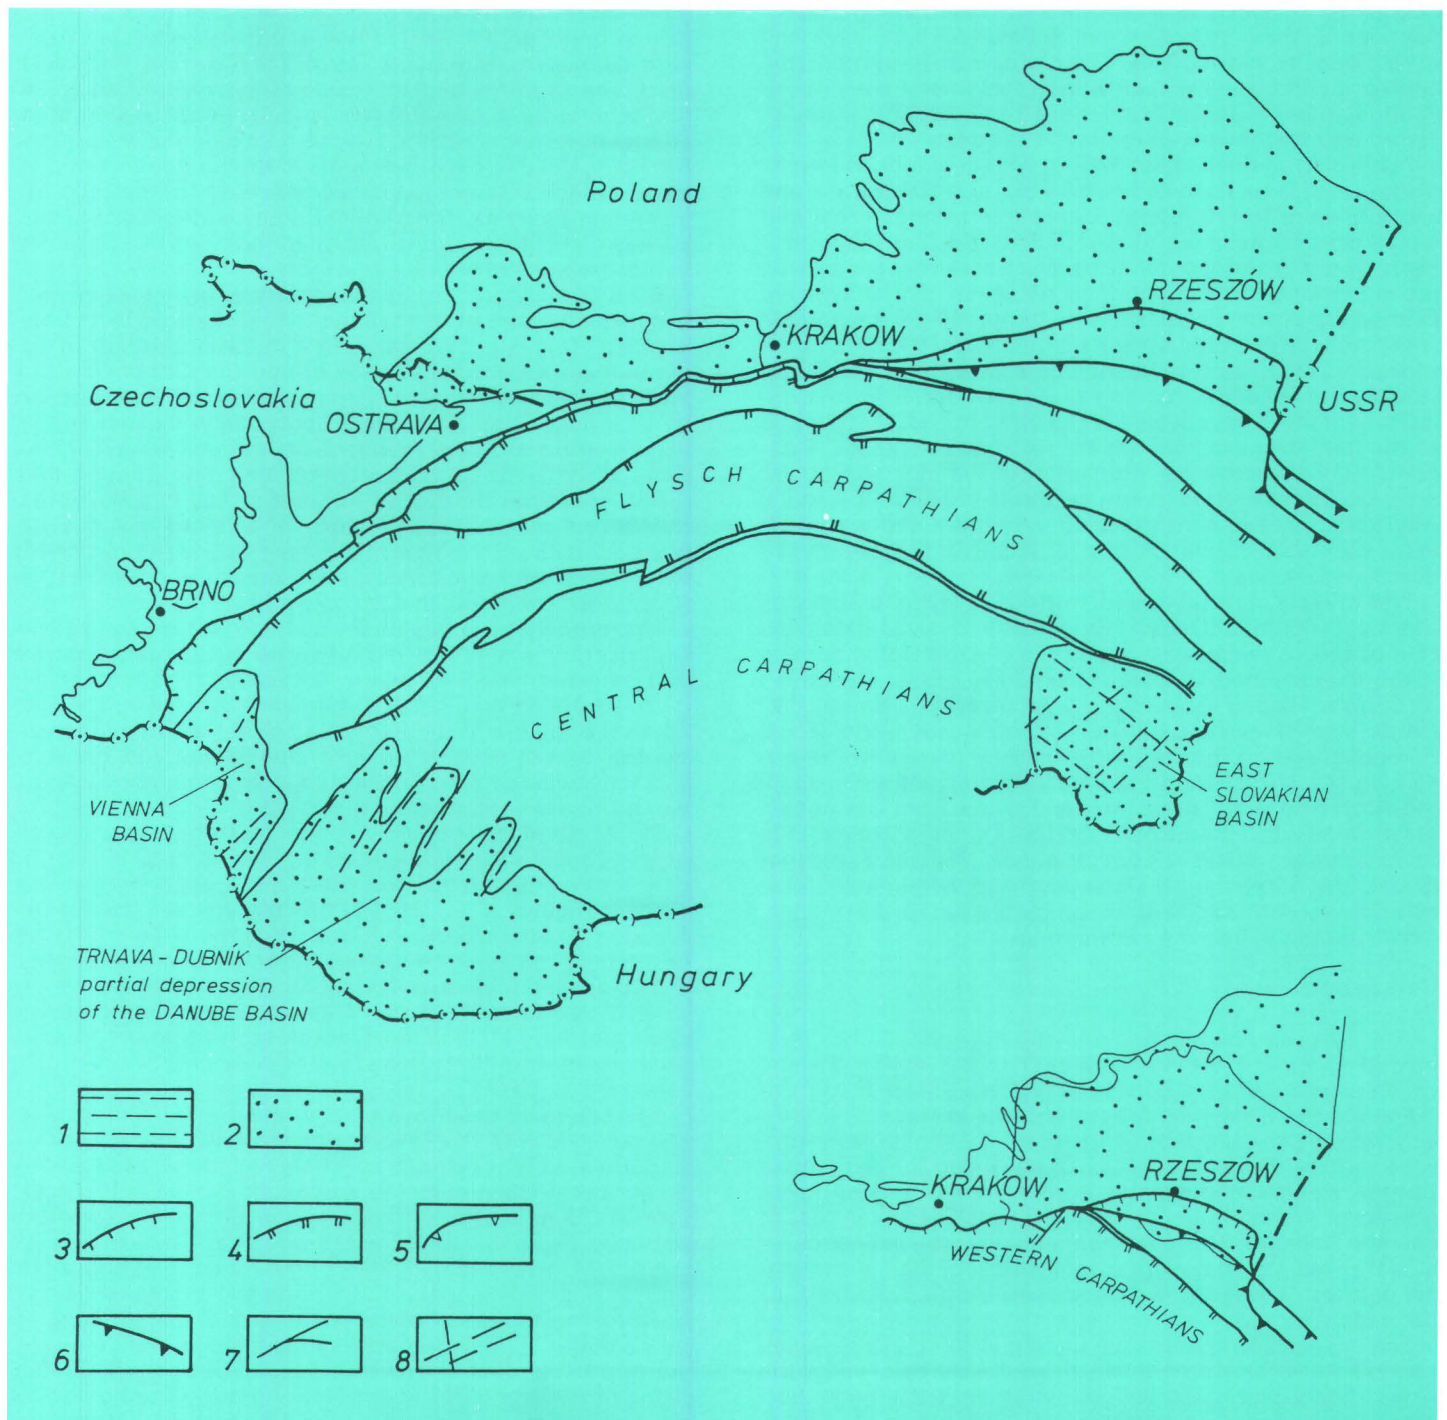 Poland
RZESZÓW
KRAKOW
USSR
Czechoslovakia
OSTRAVA
FLYSCH CARPATHIANS
BRNO
CENTRAL CARPATHIANS
VIENNA
BASIN
EAST
SLOVAKIAN
BASIN
TRNAVA - DUBNÍK
partial depression
of the DANUBE BASIN
Hungary
1
2
3
4
5
6
7
8
KRAKÓW
RZESZÓW
WESTERN CARPATHIANS